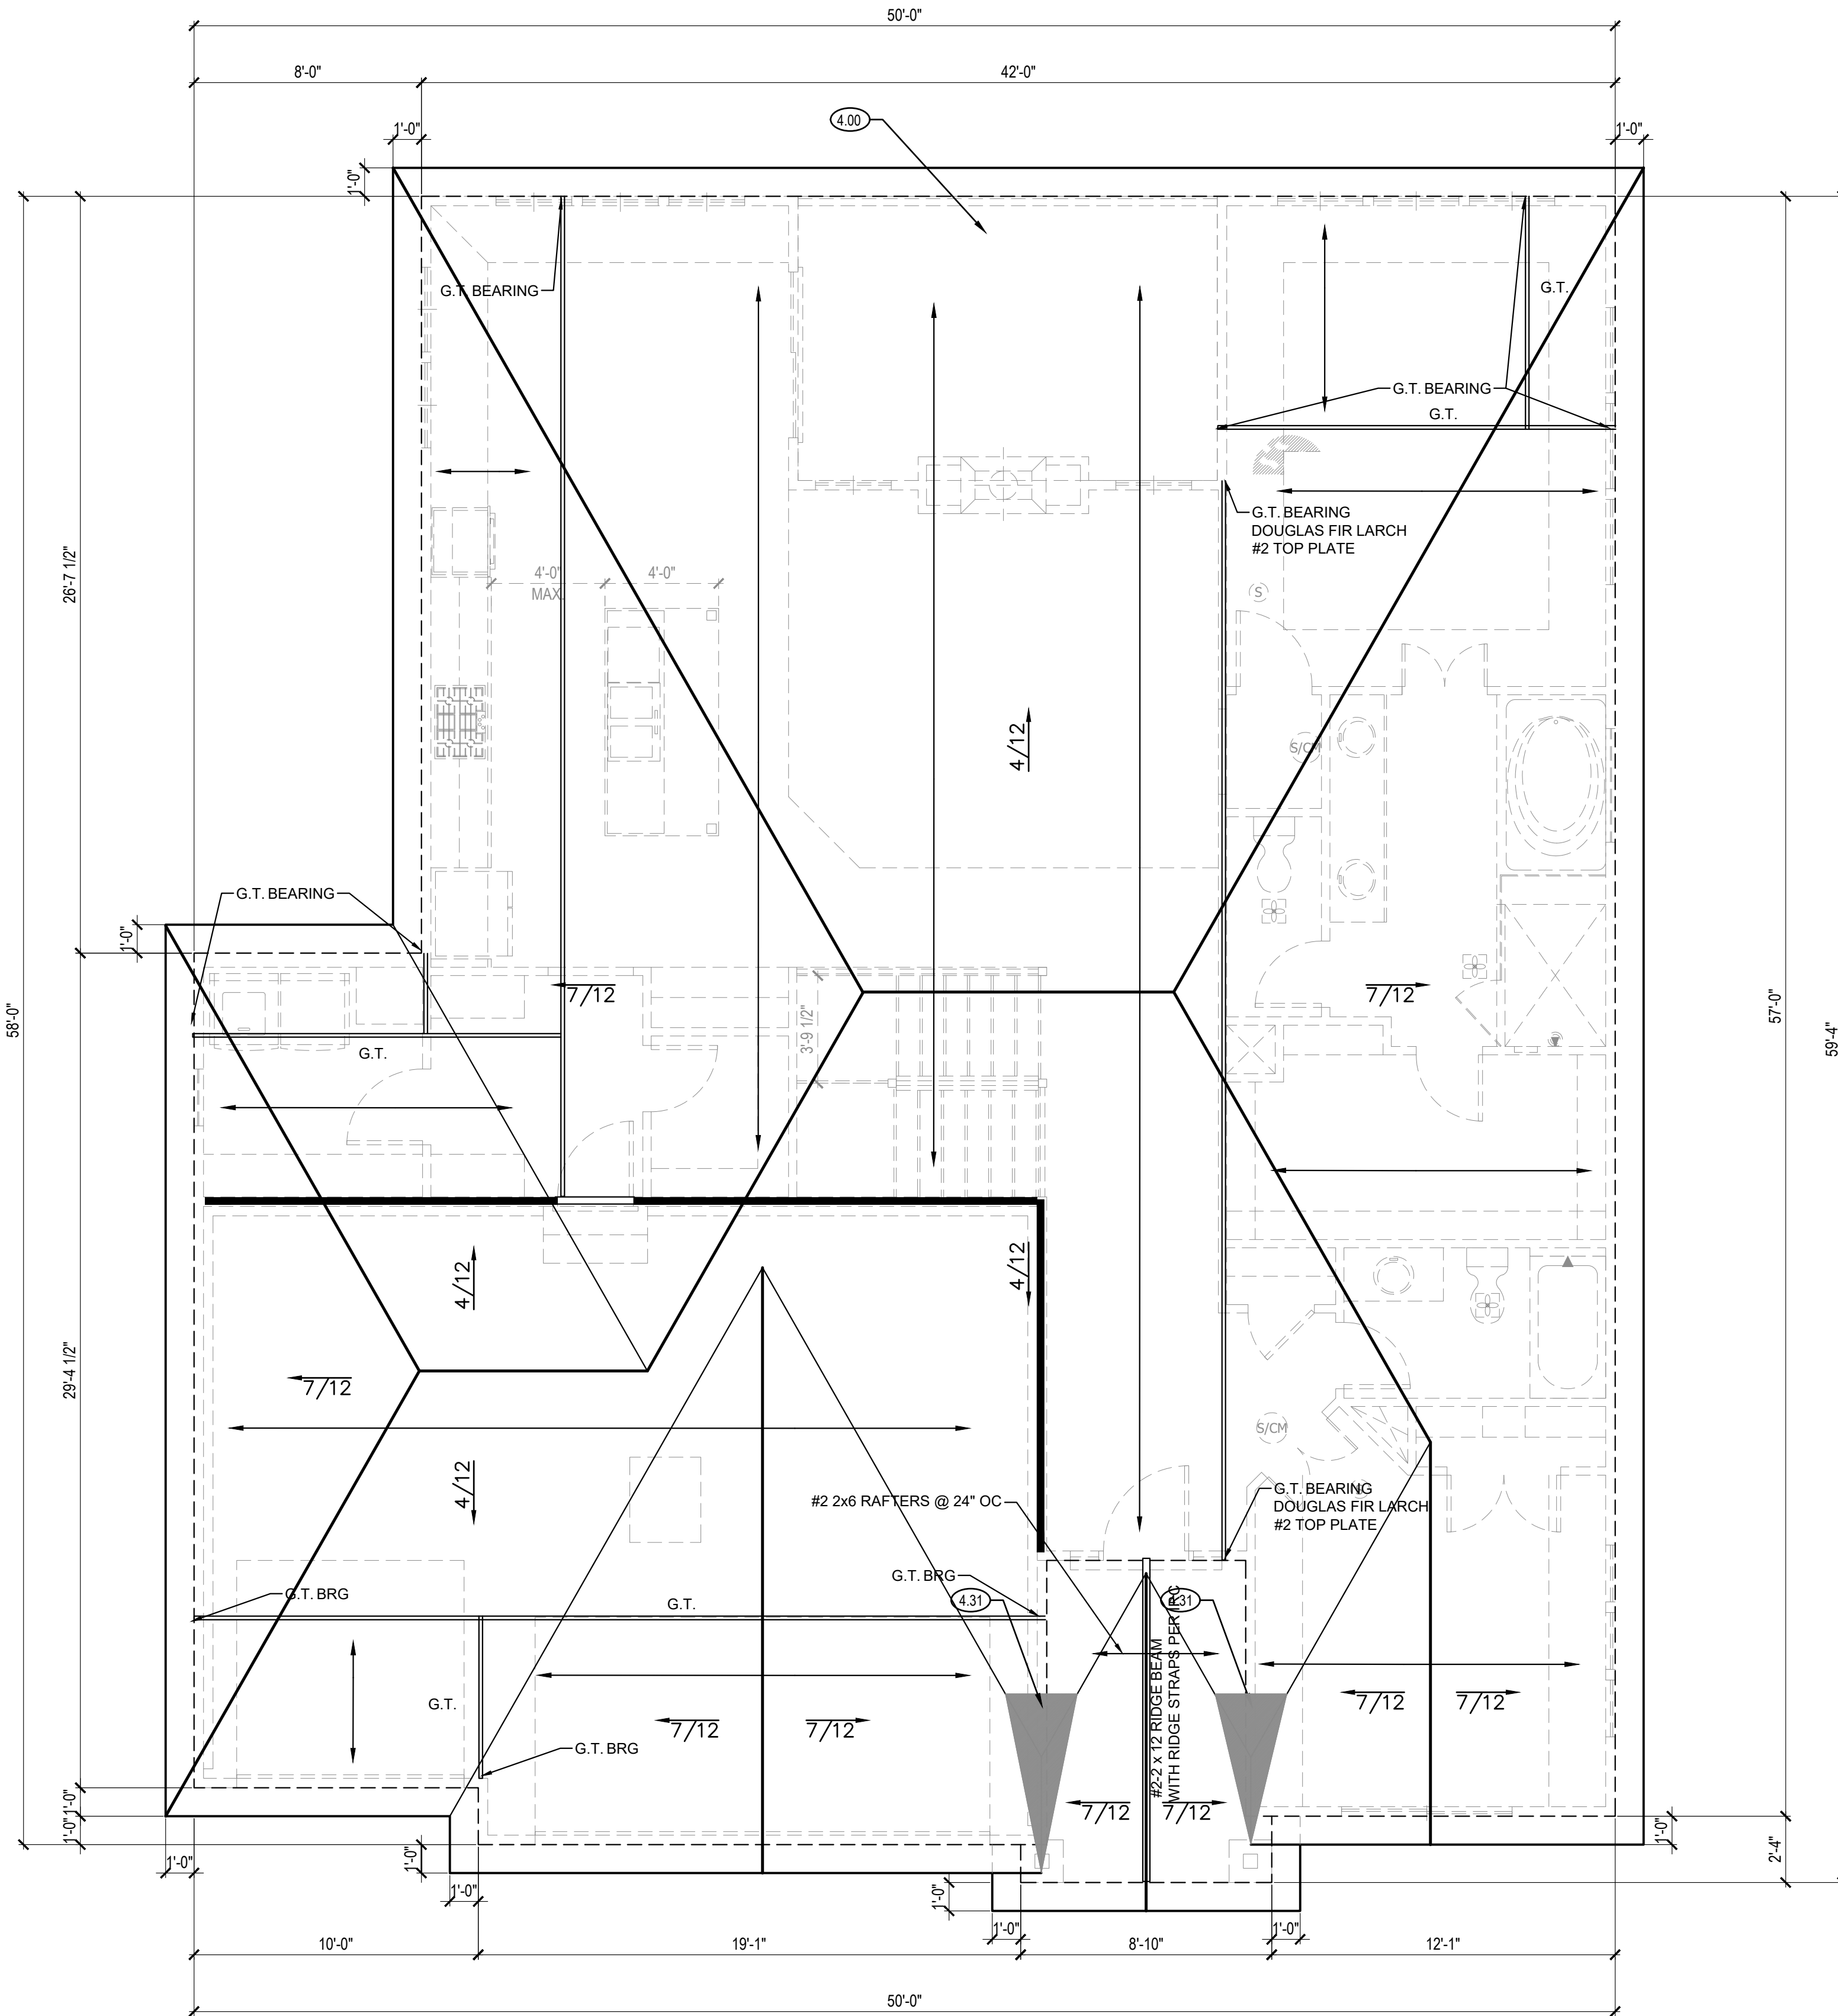 50'-0"
8'-0"
42'-0"
4.00
1'-0"
1'-0"
1'-0"
G.T. BEARING
G.T.
G.T. BEARING
G.T.
G.T. BEARING
DOUGLAS FIR LARCH
#2 TOP PLATE
26'-7 1/2"
4'-0"
MAX.
4'-0"
S
4/12
S/CM
G.T. BEARING
1'-0"
7/12
7/12
3'-9 1/2"
58'-0"
57'-0"
59'-4"
G.T.
4/12
4/12
29'-4 1/2"
7/12
S/CM
4/12
#2 2x6 RAFTERS @ 24" OC
G.T. BEARING
DOUGLAS FIR LARCH
#2 TOP PLATE
G.T. BRG
G.T. BRG
G.T.
4.31
4.31
#2-2 x 12 RIDGE BEAM
WITH RIDGE STRAPS PER IRC
G.T.
7/12
7/12
7/12
7/12
G.T. BRG
7/12
7/12
1'-0"
1'-0"
1'-0"
2'-4"
1'-0"
1'-0"
1'-0"
1'-0"
1'-0"
1'-0"
10'-0"
19'-1"
8'-10"
12'-1"
50'-0"